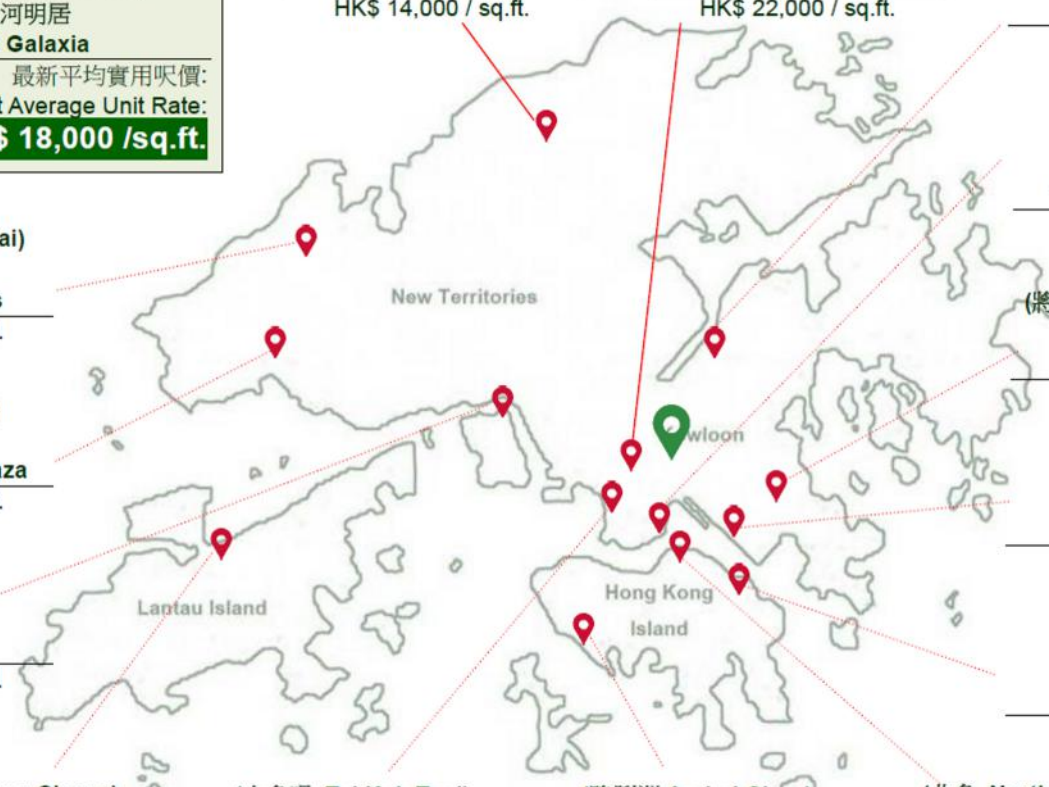 HK$ 14,000 / sq.ft.
HK$ 22,000 / sq.ft.
河明居
Galaxia
最新平均實用呎價:
t Average Unit Rate:
$ 18,000 /sq.ft.
ai)
s
New Territories
(將
wloon
nza
Lantau Island
Hong Kong
Island